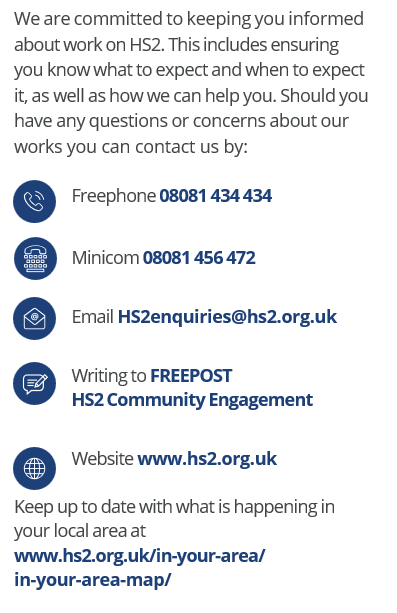 We are committed to keeping you informed
about work on HS2. This includes ensuring
you know what to expect and when to expect
it, as well as how we can help you. Should you
have any questions or concerns about our
works you can contact us by:
Freephone 08081 434 434
Minicom 08081 456 472
Email HS2enquiries@hs2.org.uk
Writing to FREEPOST
HS2 Community Engagement
Website www.hs2.org.uk
Keep up to date with what is happening in
your local area at
www.hs2.org.uk/in-your-area/
in-your-area-map/